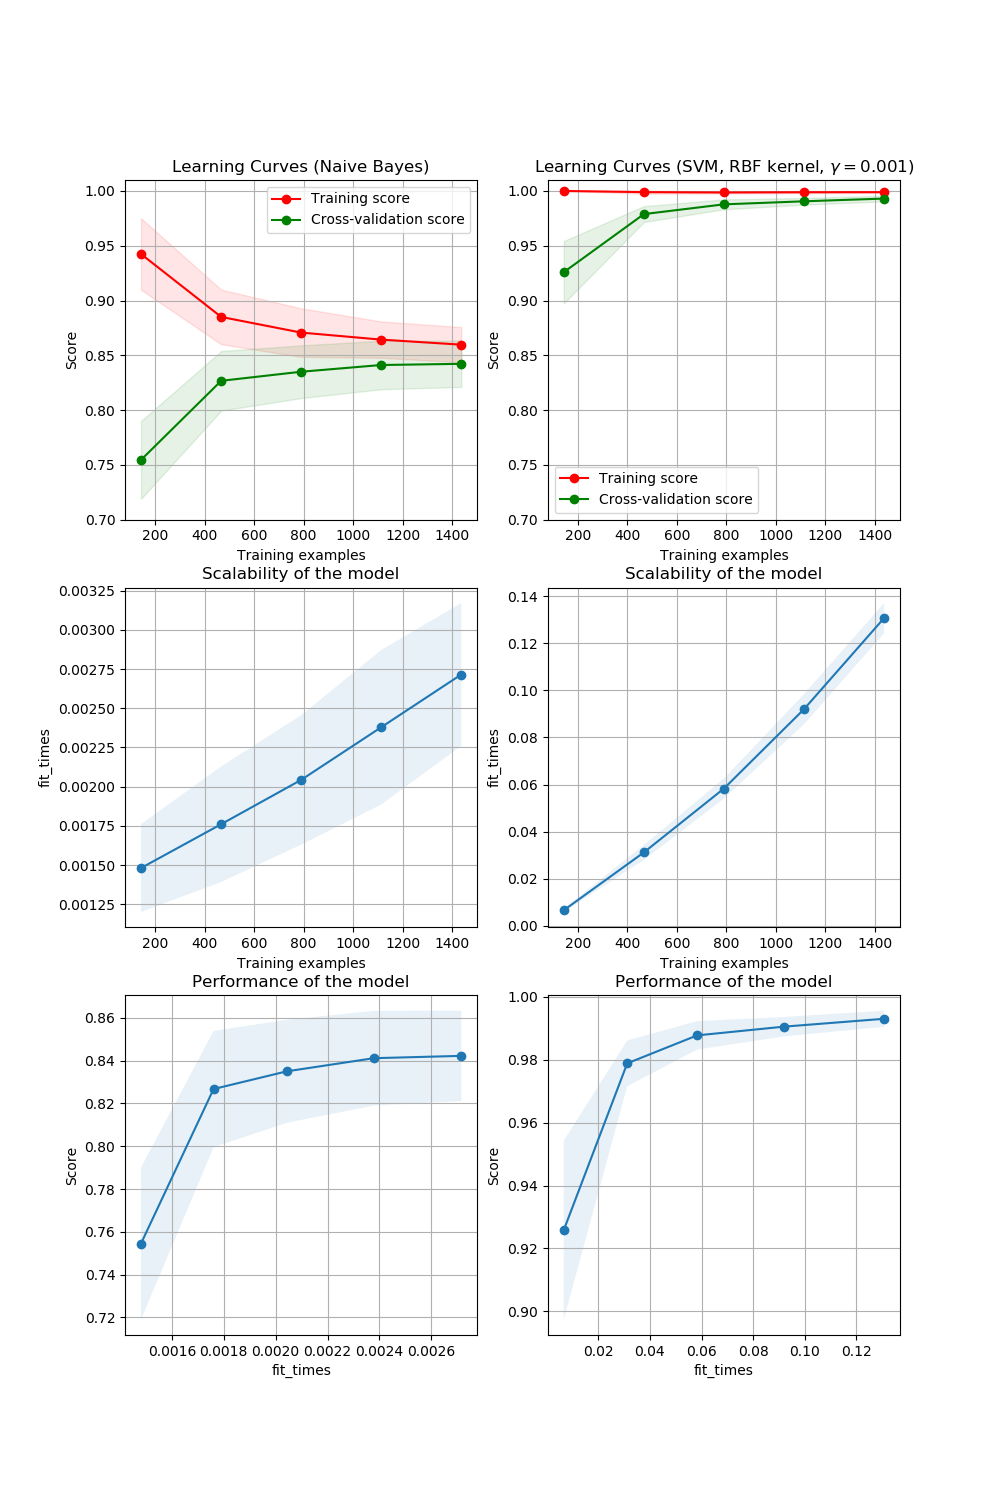 Learning Curves (Naive Bayes)
1.00
0.95
0.90
0.85
0.80
0.75
0.70
Score
Training score
Cross-validation score
200 400 600 800 1000 1200 1400
Training examples
Learning Curves (SVM, RBF kernel, γ = 0.001)
1.00
0.95
0.90
0.85
0.80
0.75
0.70
Score
Training score
Cross-validation score
200 400 600 800 1000 1200 1400
Training examples
Scalability of the model
0.00325
0.00300
0.00275
0.00250
0.00225
0.00200
0.00175
0.00150
0.00125
fit_times
200 400 600 800 1000 1200 1400
Training examples
Scalability of the model
0.14
0.12
0.10
0.08
0.06
0.04
0.02
0.00
fit_times
200 400 600 800 1000 1200 1400
Training examples
Performance of the model
0.86
0.84
0.82
0.80
0.78
0.76
0.74
0.72
Score
0.0016 0.0018 0.0020 0.0022 0.0024 0.0026
fit_times
Performance of the model
1.00
0.98
0.96
0.94
0.92
0.90
Score
0.02 0.04 0.06 0.08 0.10 0.12
fit_times